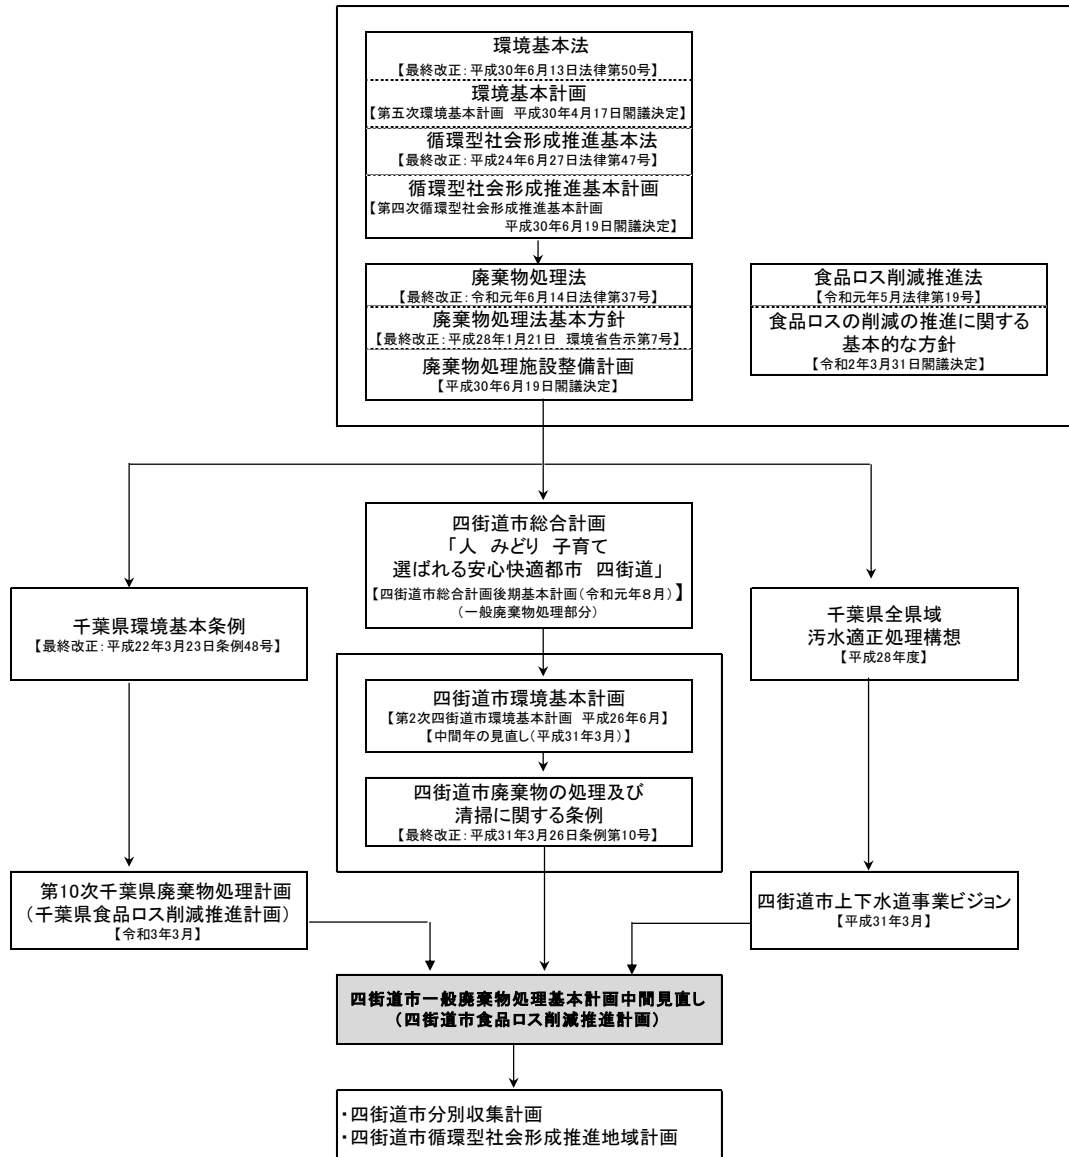 環境基本法
【最終改正：平成30年6月13日法律第50号】
環境基本計画
【第五次環境基本計画　平成30年4月17日閣議決定】
循環型社会形成推進基本法
【最終改正：平成24年6月27日法律第47号】
循環型社会形成推進基本計画
【第四次循環型社会形成推進基本計画
平成30年6月19日閣議決定】
廃棄物処理法
【最終改正：令和元年6月14日法律第37号】
廃棄物処理法基本方針
【最終改正：平成28年1月21日　環境省告示第7号】
廃棄物処理施設整備計画
【平成30年6月19日閣議決定】
食品ロス削減推進法
【令和元年5月法律第19号】
食品ロスの削減の推進に関する
基本的な方針
【令和2年3月31日閣議決定】
四街道市総合計画
「人　みどり　子育て
選ばれる安心快適都市　四街道」
【四街道市総合計画後期基本計画（令和元年８月）】
（一般廃棄物処理部分）
千葉県環境基本条例
【最終改正：平成22年3月23日条例48号】
千葉県全県域
汚水適正処理構想
【平成28年度】
四街道市環境基本計画
【第2次四街道市環境基本計画　平成26年6月】
【中間年の見直し（平成31年3月）】
四街道市廃棄物の処理及び
清掃に関する条例
【最終改正：平成31年3月26日条例第10号】
第10次千葉県廃棄物処理計画
（千葉県食品ロス削減推進計画）
【令和3年3月】
四街道市上下水道事業ビジョン
【平成31年3月】
四街道市一般廃棄物処理基本計画中間見直し
（四街道市食品ロス削減推進計画）
・四街道市分別収集計画
・四街道市循環型社会形成推進地域計画